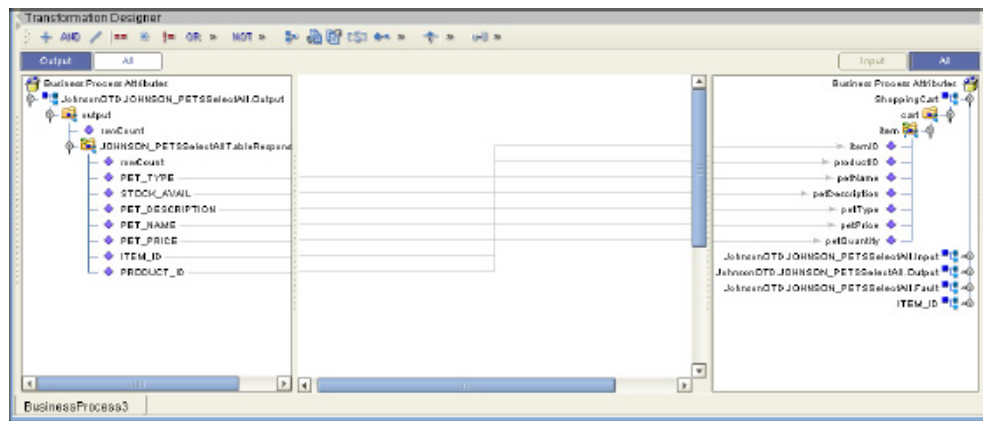 Transformation Designer
AND == != OR » NOT » » » »
Output All Input All
Business Process Attributes
JohnsonOTD.JOHNSON_PETSSelectAll.Output
output
rowCount
JOHNSON_PETSSelectAllTableRespons
rowCount
PET_TYPE
STOCK_AVAIL
PET_DESCRIPTION
PET_NAME
PET_PRICE
ITEM_ID
PRODUCT_ID
Business Process Attributes
ShoppingCart
cart
item
itemID
productID
petName
petDescription
petType
petPrice
petQuantity
JohnsonOTD.JOHNSON_PETSSelectAll.Input
JohnsonOTD.JOHNSON_PETSSelectAll.Output
JohnsonOTD.JOHNSON_PETSSelectAll.Fault
ITEM_ID
BusinessProcess3